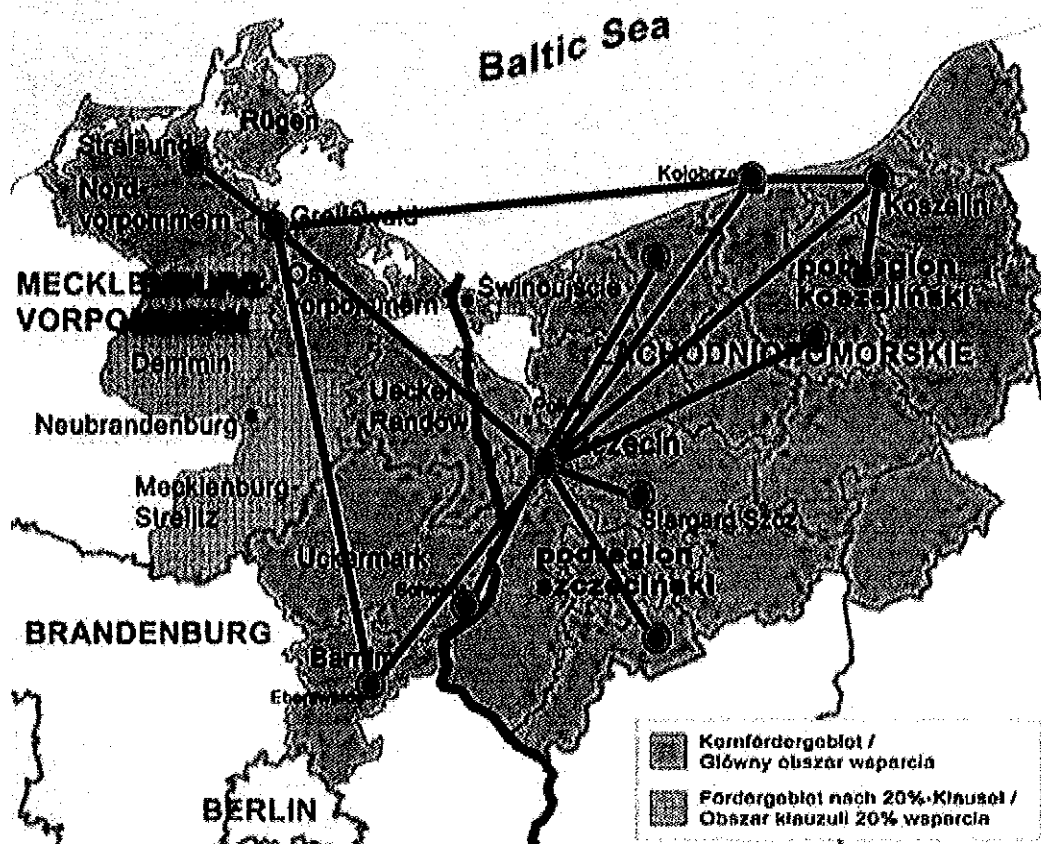 Baltic Sea
Rügen
Stralsund
Nord-
vorpommern
Greifswald
Koszalin
podregion
koszaliński
MECKLENBURG
VORPOMMERN
Świnoujście
vorpommern
ZACHODNIOPOMORSKIE
Demmin
Uecker
Randow
Neubrandenburg
Szczecin
Mecklenburg-
Strelitz
Stargard Szcz.
Uckermark
podregion
szczeciński
BRANDENBURG
Barnim
BERLIN
Kernfördergebiet /
Główny obszar wsparcia
Fördergebiet nach 20%-Klausel /
Obszar klauzuli 20% wsparcia